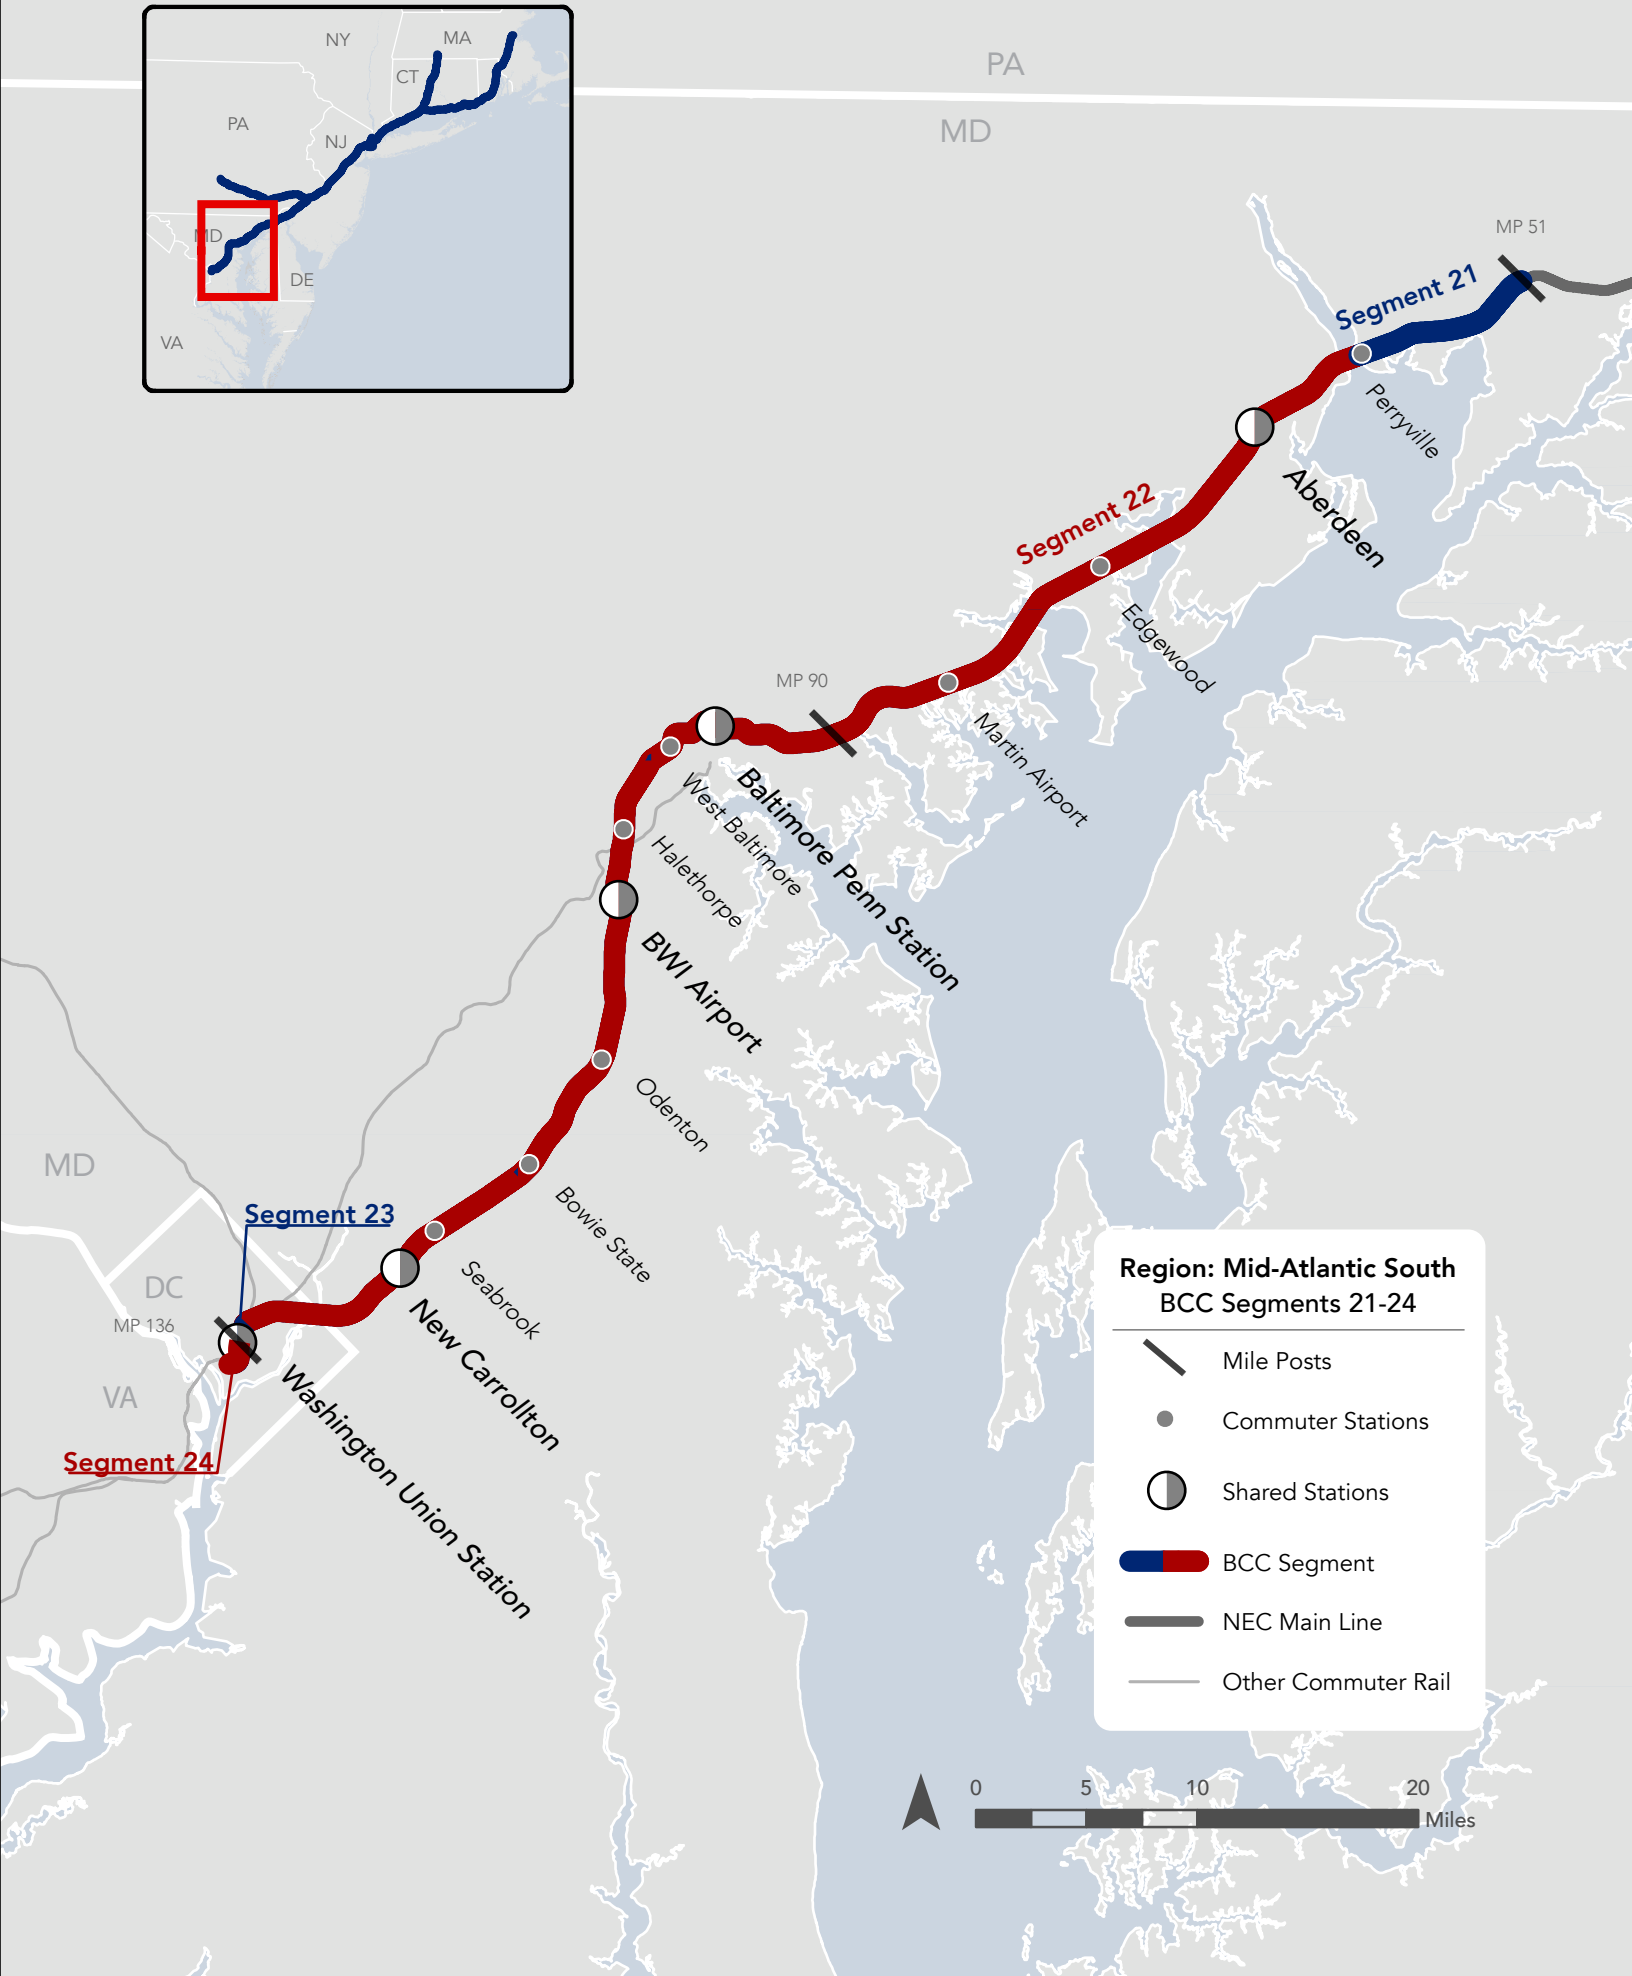 NY
MA
CT
PA
NJ
MD
DE
VA
PA
MD
MP 51
Segment 21
Perryville
Aberdeen
Segment 22
Edgewood
MP 90
Martin Airport
Baltimore Penn Station
West Baltimore
Halethorpe
BWI Airport
Odenton
MD
Segment 23
Bowie State
Seabrook
DC
MP 136
New Carrollton
VA
Washington Union Station
Segment 24
Region: Mid-Atlantic South
BCC Segments 21-24
Mile Posts
Commuter Stations
Shared Stations
BCC Segment
NEC Main Line
Other Commuter Rail
0 5 10 20
Miles